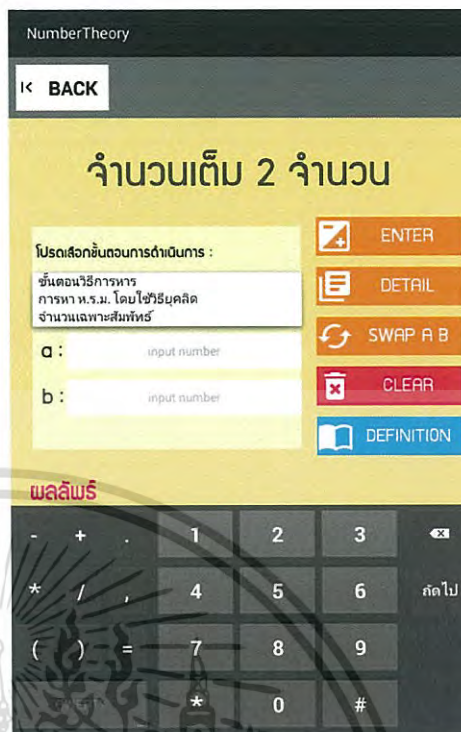 NumberTheory
BACK
จำนวนเต็ม 2 จำนวน
โปรดเลือกขั้นตอนการดำเนินการ :
ขั้นตอนวิธีการหาร
การหา ห.ร.ม. โดยใช้วิธียุคลิด
จำนวนเฉพาะสัมพัทธ์
a : input number
b : input number
ENTER
DETAIL
SWAP A B
CLEAR
DEFINITION
ผลลัพธ์
- + . 1 2 3
* / , 4 5 6 ถัดไป
( ) = 7 8 9
QWERTY * 0 #